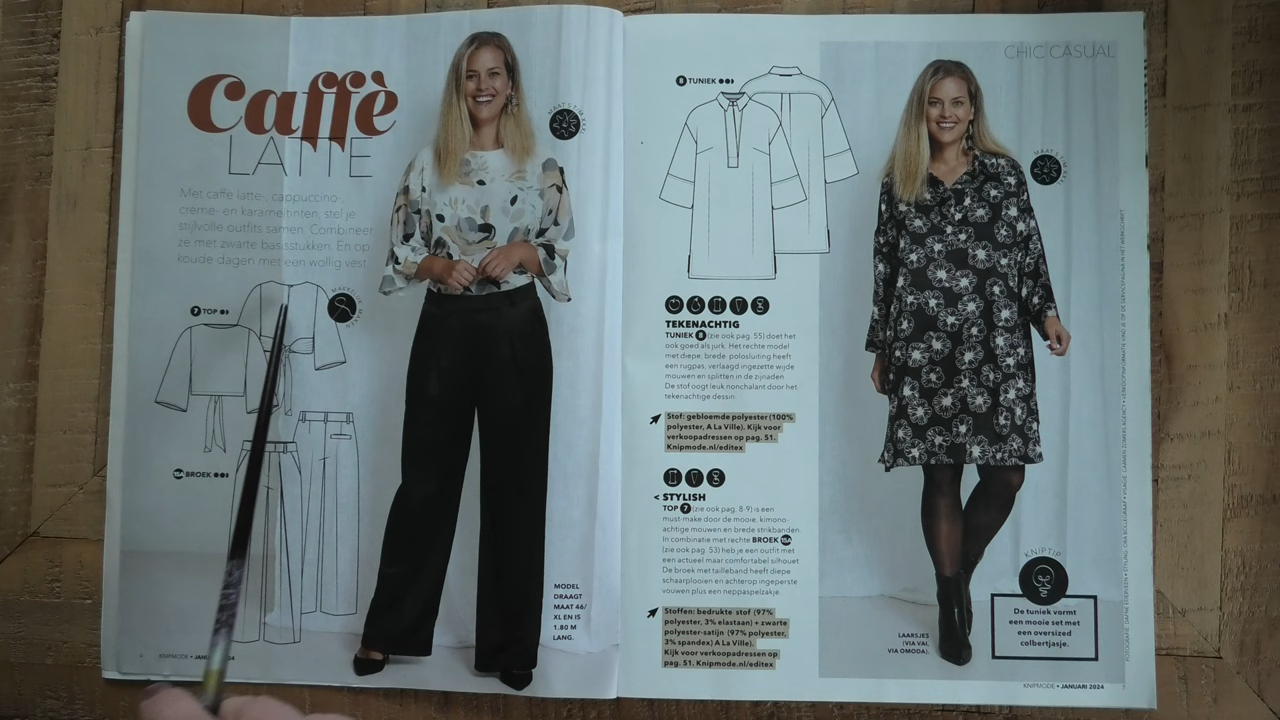 Caffè
LATTE
Met caffe latte-, cappuccino-,
crème- en karameltinten, stel je
stijlvolle outfits samen. Combineer
ze met zwarte basisstukken. En op
koude dagen met een wollig vest.
7 TOP
MAKKELIJK MAKEN
BROEK
MODEL
DRAAGT
MAAT 46/
XL EN IS
1.80 M
LANG.
KNIPMODE • JANUARI
8 TUNIEK
TEKENACHTIG
TUNIEK 8 (zie ook pag. 55) doet het
ook goed als jurk. Het rechte model
met diepe, brede polosluiting heeft
een rugpas, verlaagd ingezette wijde
mouwen en splitten in de zijnaden.
De stof oogt leuk nonchalant door het
tekenachtige dessin.
Stof: gebloemde polyester (100%
polyester, A La Ville). Kijk voor
verkoopadressen op pag. 51.
Knipmode.nl/editex
< STYLISH
TOP 7 (zie ook pag. 8-9) is een
must-make door de mooie, kimono-
achtige mouwen en brede strikbanden.
In combinatie met rechte BROEK
(zie ook pag. 53) heb je een outfit met
een actueel maar comfortabel silhouet.
De broek met tailleband heeft diepe
schaarplooien en achterop ingeperste
vouwen plus een neppaspelzakje.
Stoffen: bedrukte stof (97%
polyester, 3% elastaan) + zwarte
polyester-satijn (97% polyester,
3% spandex) A La Ville).
Kijk voor verkoopadressen op
pag. 51. Knipmode.nl/editex
CHIC CASUAL
LAARSJES
(VIA VAI,
VIA OMODA).
KNIPTIP
De tuniek vormt
een mooie set met
een oversized
colbertjasje.
KNIPMODE • JANUARI 2024